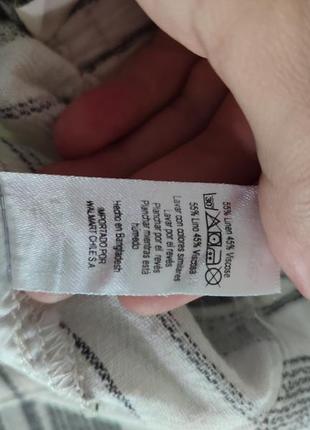 55% Linen 45% Viscose
30
55% Lino 45% Viscosa
Lavar con colores similares
Lavar por el revés
Planchar por el revés
Planchar mientras está
húmedo
Hecho en Bangladesh
IMPORTADO POR
WALMART CHILE S.A